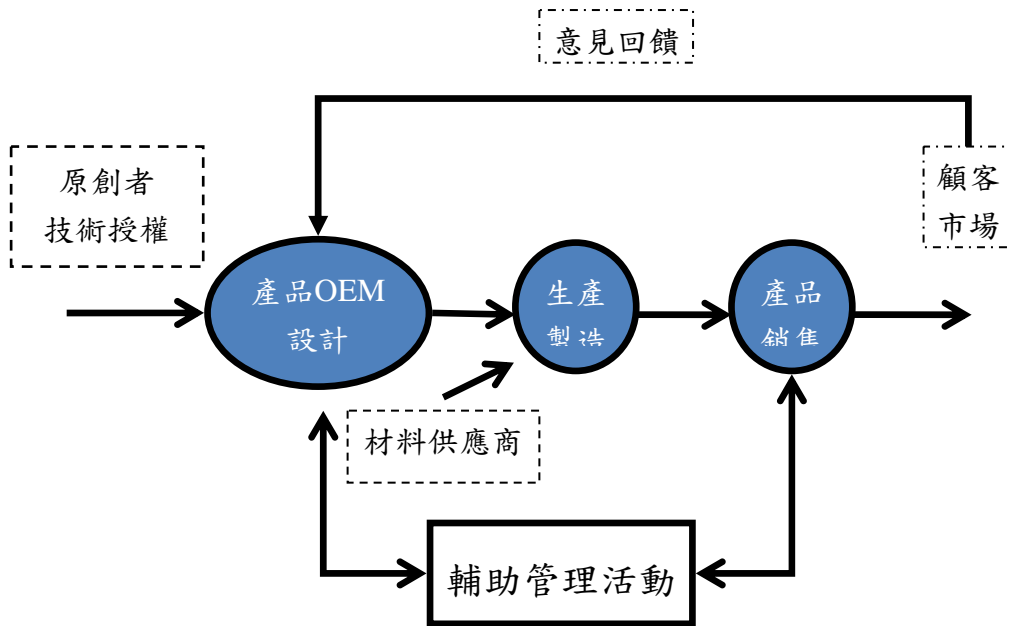 意見回饋
原創者
技術授權
顧客
市場
產品OEM
設計
生產
製造
產品
銷售
材料供應商
輔助管理活動